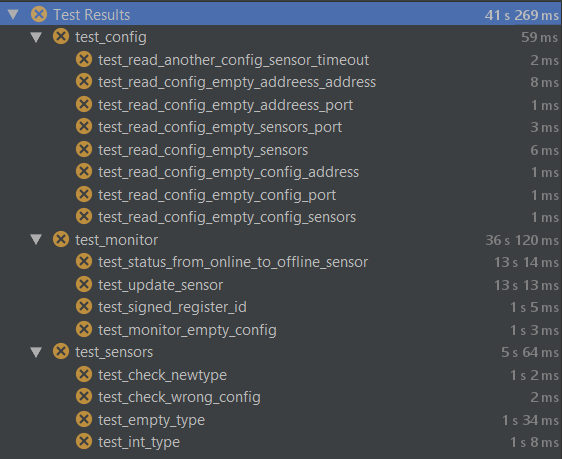 Test Results 41 s 269 ms
test_config 59 ms
test_read_another_config_sensor_timeout 2 ms
test_read_config_empty_addreess_address 8 ms
test_read_config_empty_addreess_port 1 ms
test_read_config_empty_sensors_port 3 ms
test_read_config_empty_sensors 6 ms
test_read_config_empty_config_address 1 ms
test_read_config_empty_config_port 1 ms
test_read_config_empty_config_sensors 1 ms
test_monitor 36 s 120 ms
test_status_from_online_to_offline_sensor 13 s 14 ms
test_update_sensor 13 s 13 ms
test_signed_register_id 1 s 5 ms
test_monitor_empty_config 1 s 3 ms
test_sensors 5 s 64 ms
test_check_newtype 1 s 2 ms
test_check_wrong_config 2 ms
test_empty_type 1 s 34 ms
test_int_type 1 s 8 ms